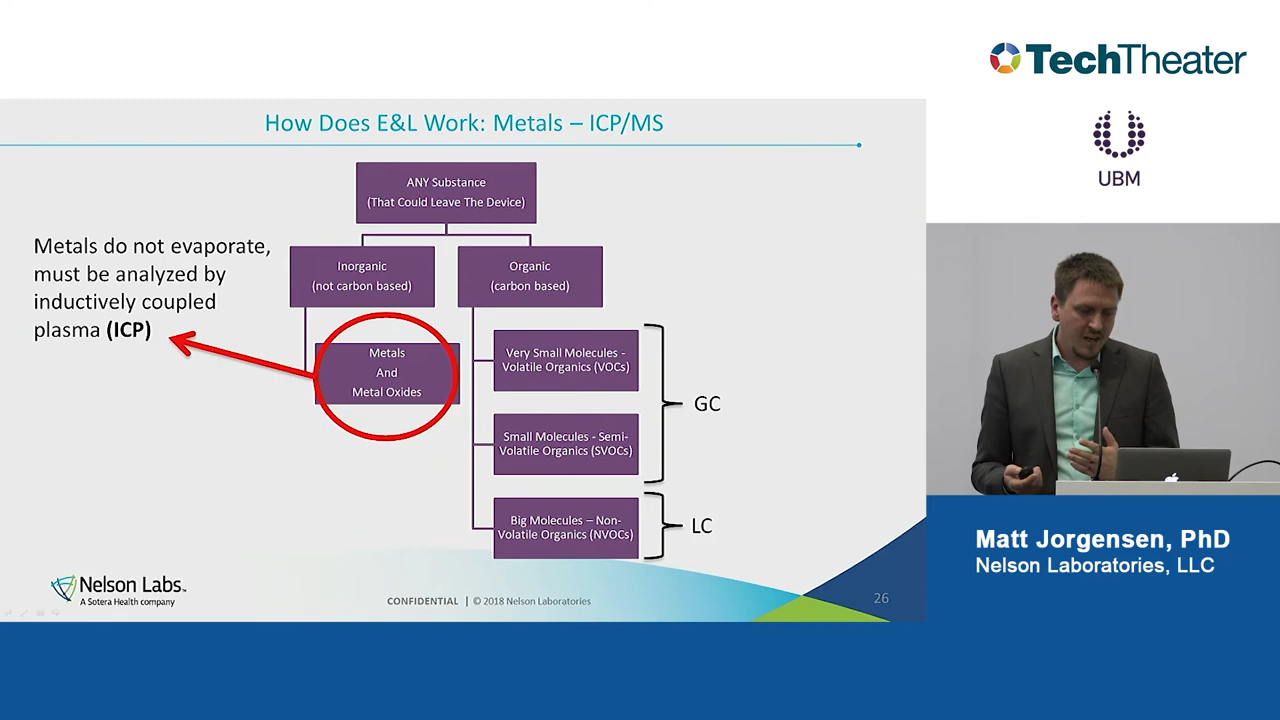 TechTheater
UBM
How Does E&L Work: Metals – ICP/MS
ANY Substance
(That Could Leave The Device)
Metals do not evaporate,
must be analyzed by
inductively coupled
plasma (ICP)
Inorganic
(not carbon based)
Organic
(carbon based)
Metals
And
Metal Oxides
Very Small Molecules -
Volatile Organics (VOCs)
Small Molecules - Semi-
Volatile Organics (SVOCs)
Big Molecules – Non-
Volatile Organics (NVOCs)
GC
LC
Nelson Labs™
A Sotera Health company
CONFIDENTIAL | © 2018 Nelson Laboratories
26
Matt Jorgensen, PhD
Nelson Laboratories, LLC